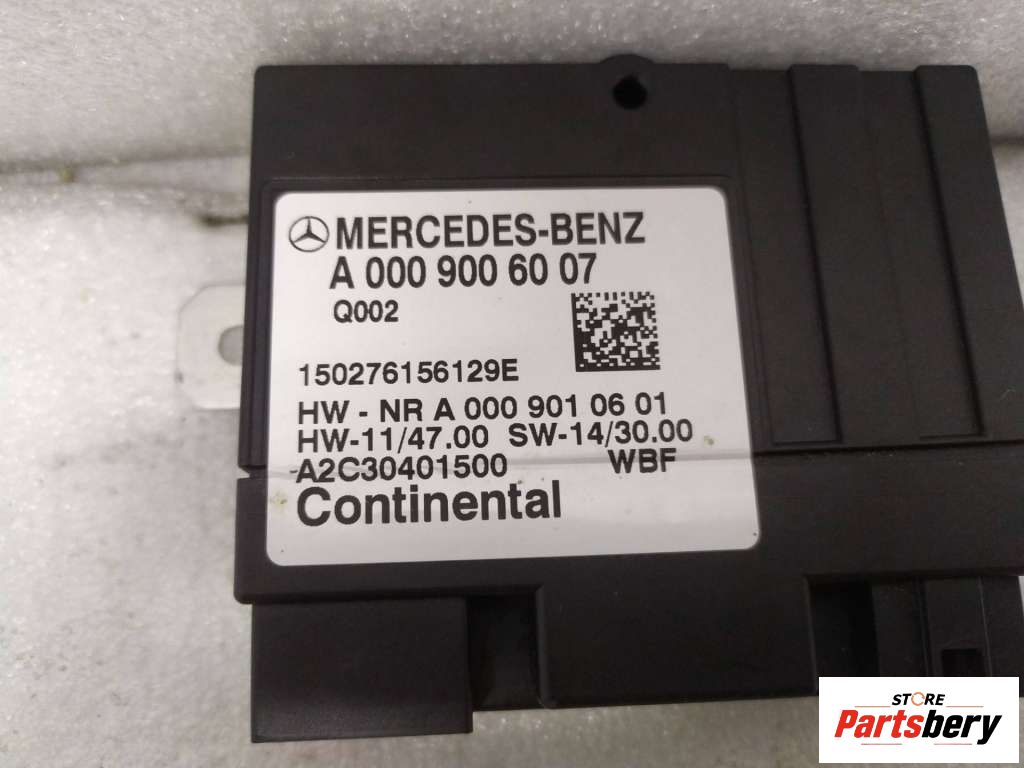 MERCEDES-BENZ
A 000 900 60 07
Q002
150276156129E
HW - NR A 000 901 06 01
HW-11/47.00 SW-14/30.00
A2C30401500 WBF
Continental
STORE
Partsbery